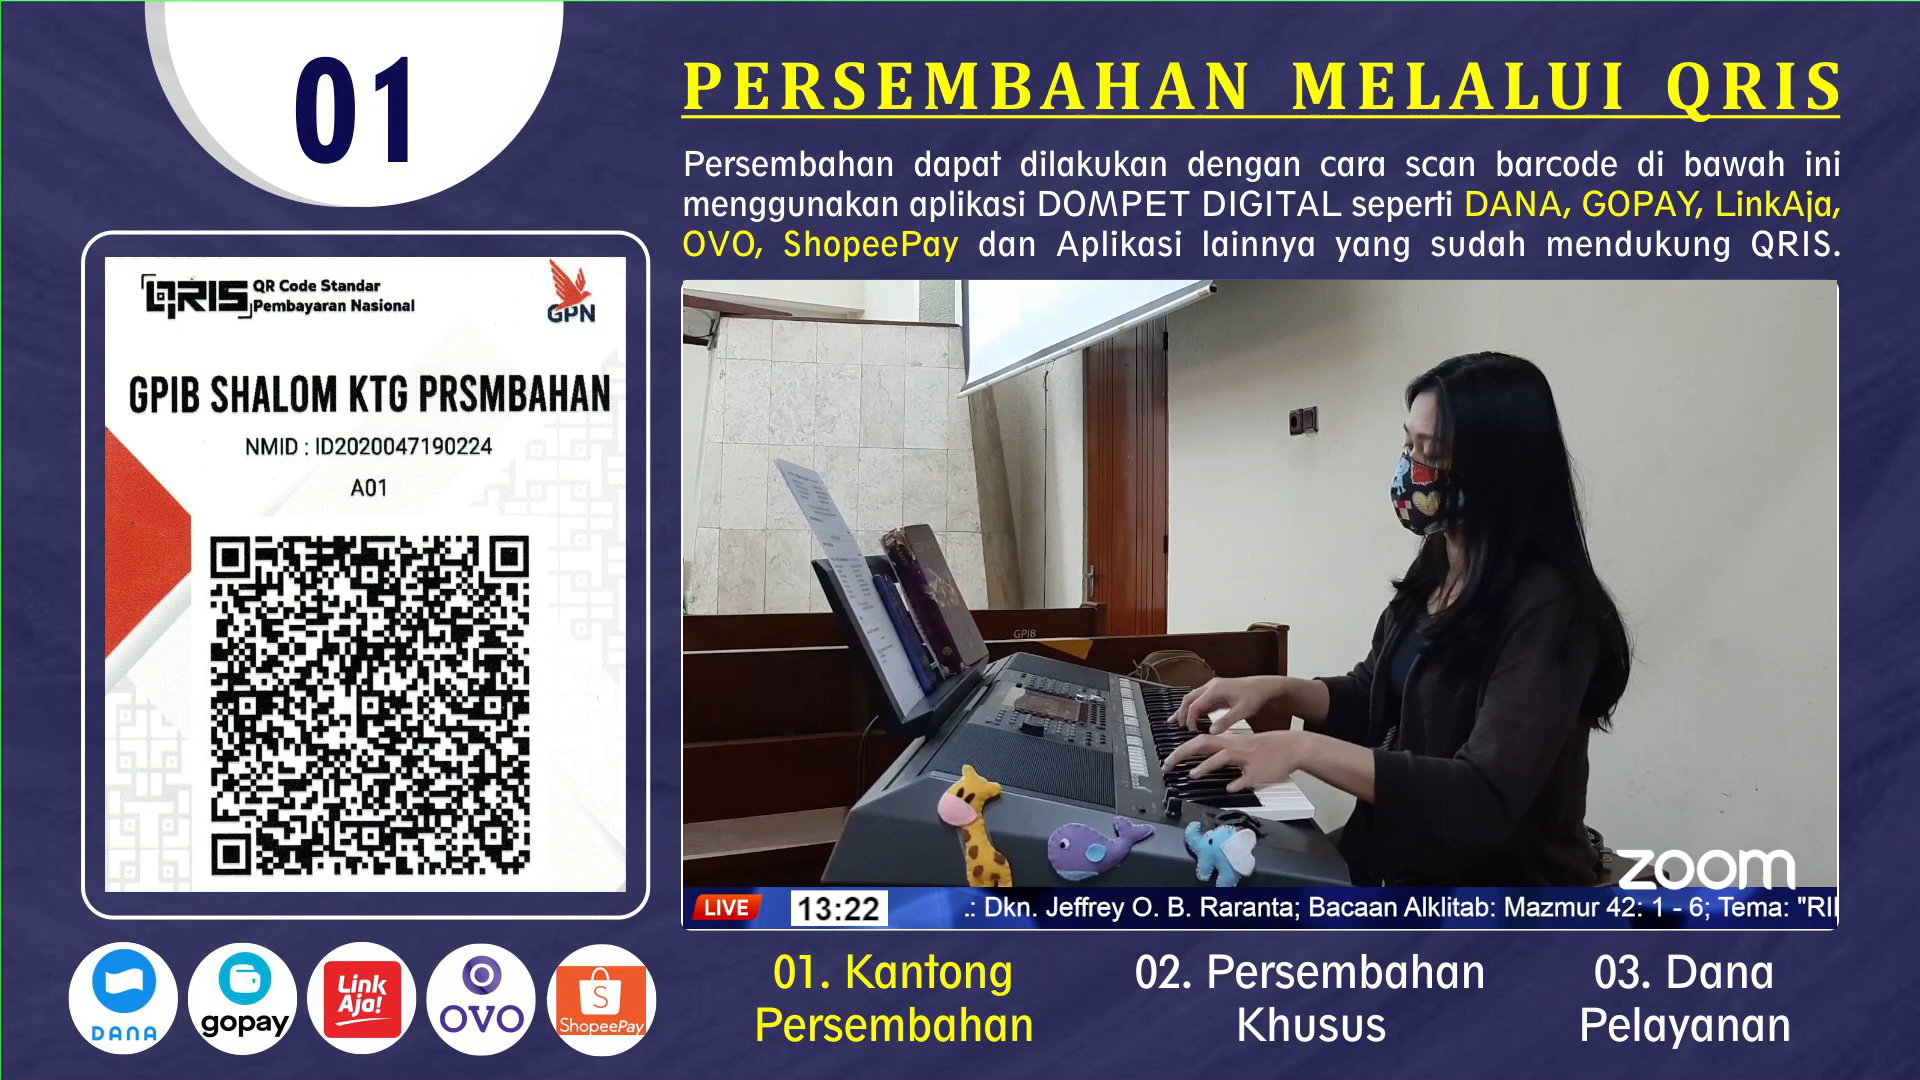 01
PERSEMBAHAN MELALUI QRIS
Persembahan dapat dilakukan dengan cara scan barcode di bawah ini
menggunakan aplikasi DOMPET DIGITAL seperti DANA, GOPAY, LinkAja,
OVO, ShopeePay dan Aplikasi lainnya yang sudah mendukung QRIS.
QRIS
QR Code Standar
Pembayaran Nasional
GPN
GPIB SHALOM KTG PRSMBAHAN
NMID : ID2020047190224
A01
GPIB
zoom
LIVE
13:22
.: Dkn. Jeffrey O. B. Raranta; Bacaan Alklitab: Mazmur 42: 1 - 6; Tema: "RI
DANA
gopay
Link
Aja!
OVO
S
ShopeePay
01. Kantong
Persembahan
02. Persembahan
Khusus
03. Dana
Pelayanan